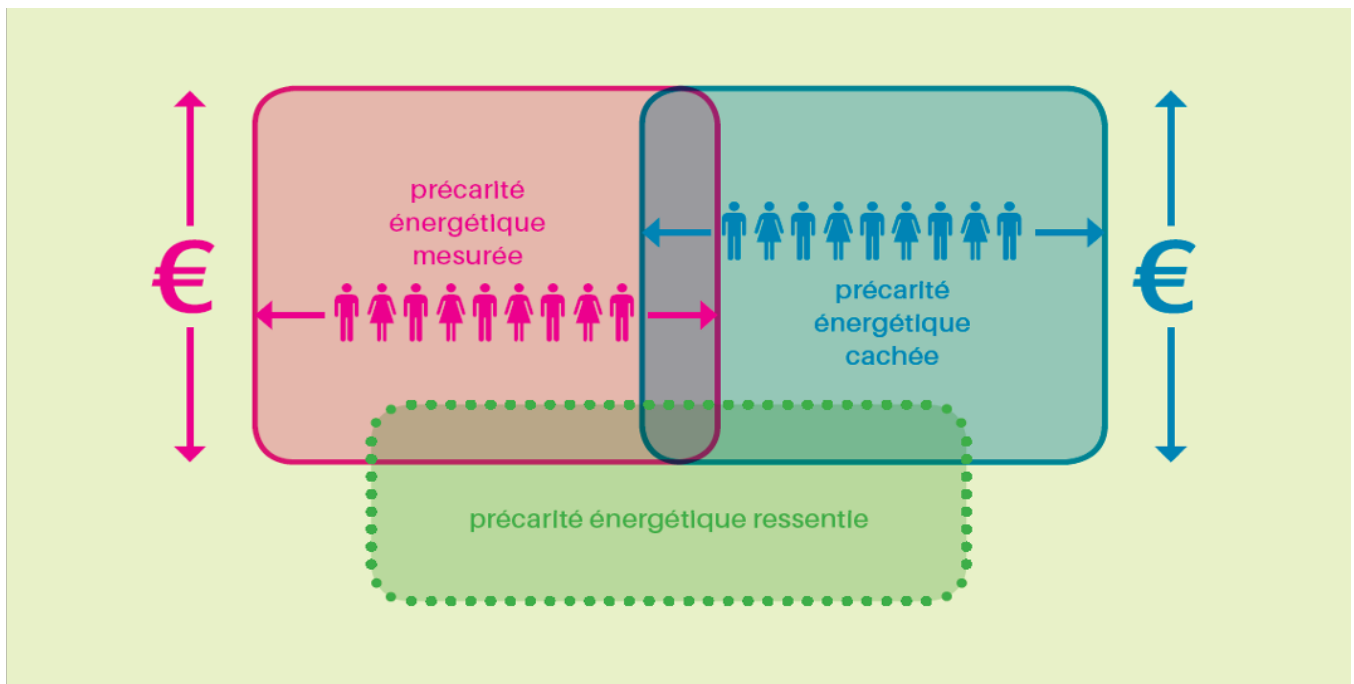 précarité
énergétique
mesurée
précarité
énergétique
cachée
€
€
précarité énergétique ressentie